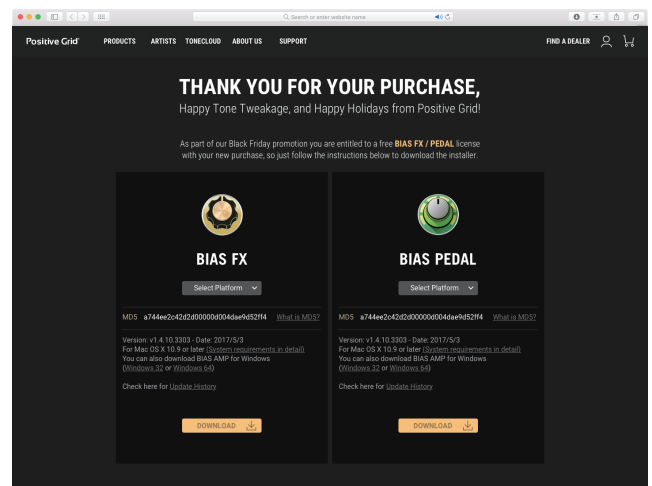 Search or enter website name
Positive Grid
PRODUCTS ARTISTS TONECLOUD ABOUT US SUPPORT FIND A DEALER
THANK YOU FOR YOUR PURCHASE,
Happy Tone Tweakage, and Happy Holidays from Positive Grid!
As part of our Black Friday promotion you are entitled to a free BIAS FX / PEDAL license
with your new purchase, so just follow the instructions below to download the installer.
BIAS FX
Select Platform
MD5 a744ee2c42d2d00000d004dae9d52ff4 What is MD5?
Version: v1.4.10.3303 - Date: 2017/5/3
For Mac OS X 10.9 or later (System requirements in detail)
You can also download BIAS AMP for Windows
(Windows 32 or Windows 64)
Check here for Update History
DOWNLOAD
BIAS PEDAL
Select Platform
MD5 a744ee2c42d2d00000d004dae9d52ff4 What is MD5?
Version: v1.4.10.3303 - Date: 2017/5/3
For Mac OS X 10.9 or later (System requirements in detail)
You can also download BIAS AMP for Windows
(Windows 32 or Windows 64)
Check here for Update History
DOWNLOAD